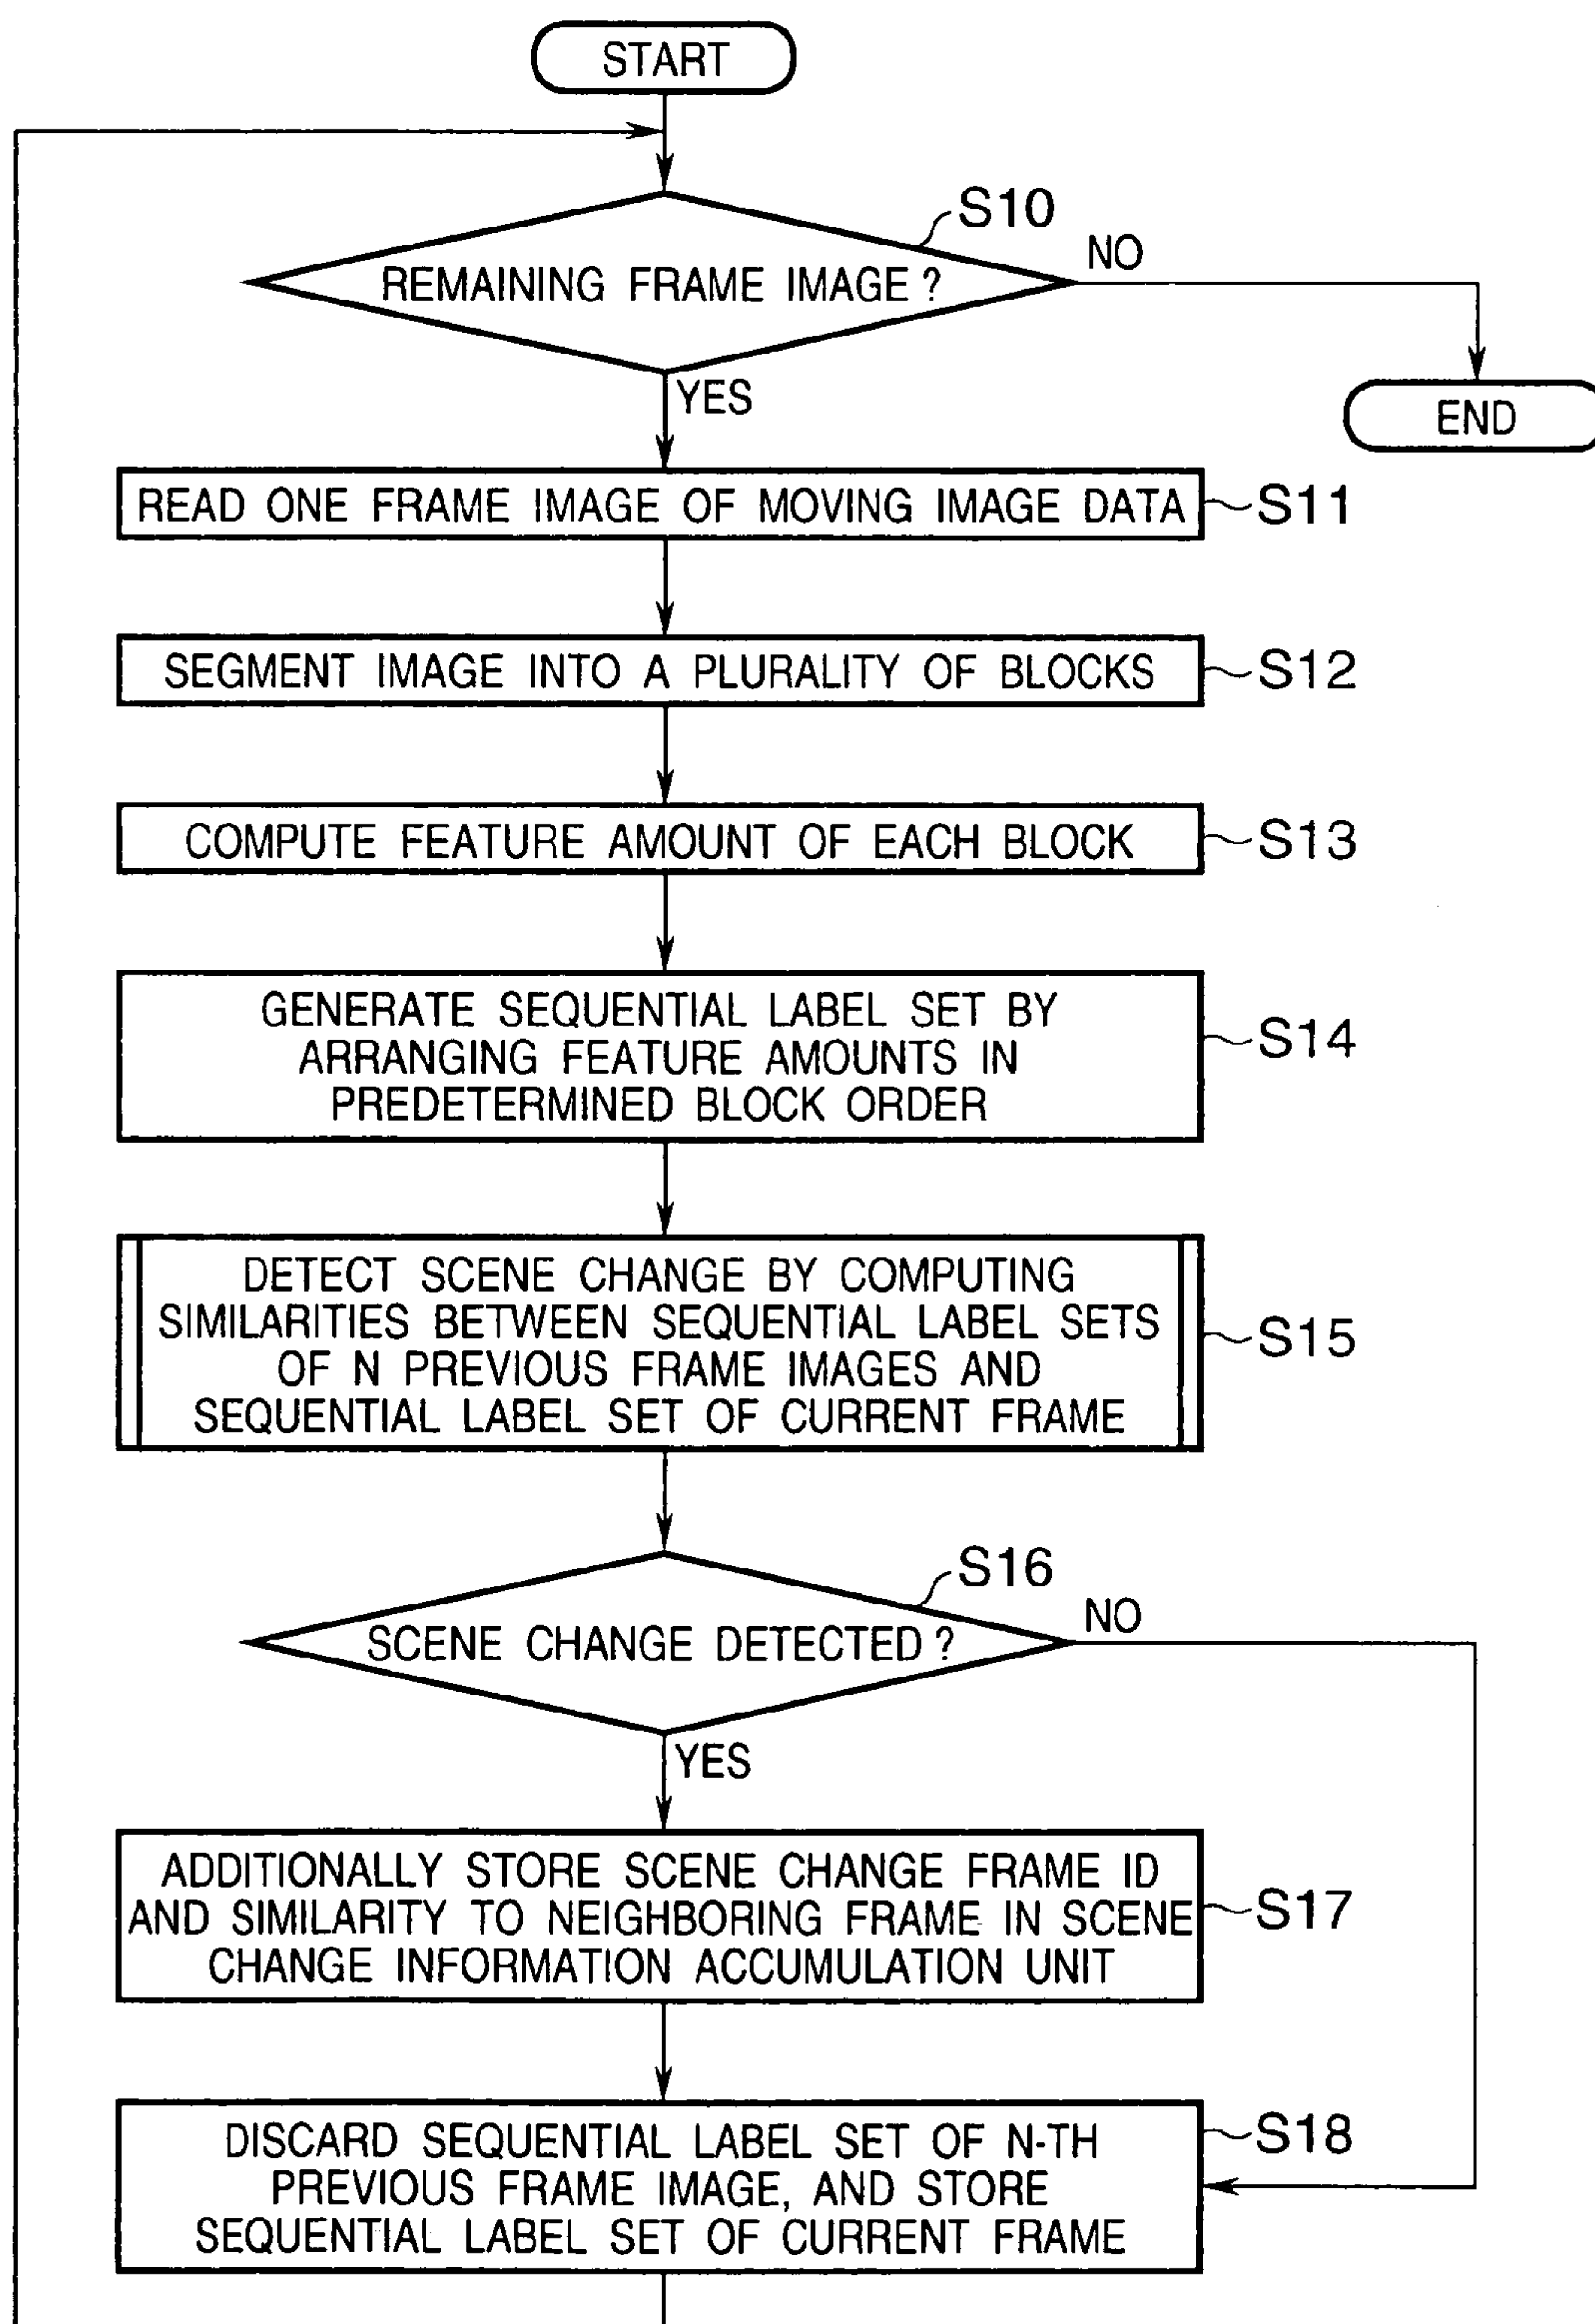 START
S10
REMAINING FRAME IMAGE ?
NO
YES
END
READ ONE FRAME IMAGE OF MOVING IMAGE DATA
S11
SEGMENT IMAGE INTO A PLURALITY OF BLOCKS
S12
COMPUTE FEATURE AMOUNT OF EACH BLOCK
S13
GENERATE SEQUENTIAL LABEL SET BY
ARRANGING FEATURE AMOUNTS IN
PREDETERMINED BLOCK ORDER
S14
DETECT SCENE CHANGE BY COMPUTING
SIMILARITIES BETWEEN SEQUENTIAL LABEL SETS
OF N PREVIOUS FRAME IMAGES AND
SEQUENTIAL LABEL SET OF CURRENT FRAME
S15
S16
SCENE CHANGE DETECTED ?
NO
YES
ADDITIONALLY STORE SCENE CHANGE FRAME ID
AND SIMILARITY TO NEIGHBORING FRAME IN SCENE
CHANGE INFORMATION ACCUMULATION UNIT
S17
DISCARD SEQUENTIAL LABEL SET OF N-TH
PREVIOUS FRAME IMAGE, AND STORE
SEQUENTIAL LABEL SET OF CURRENT FRAME
S18